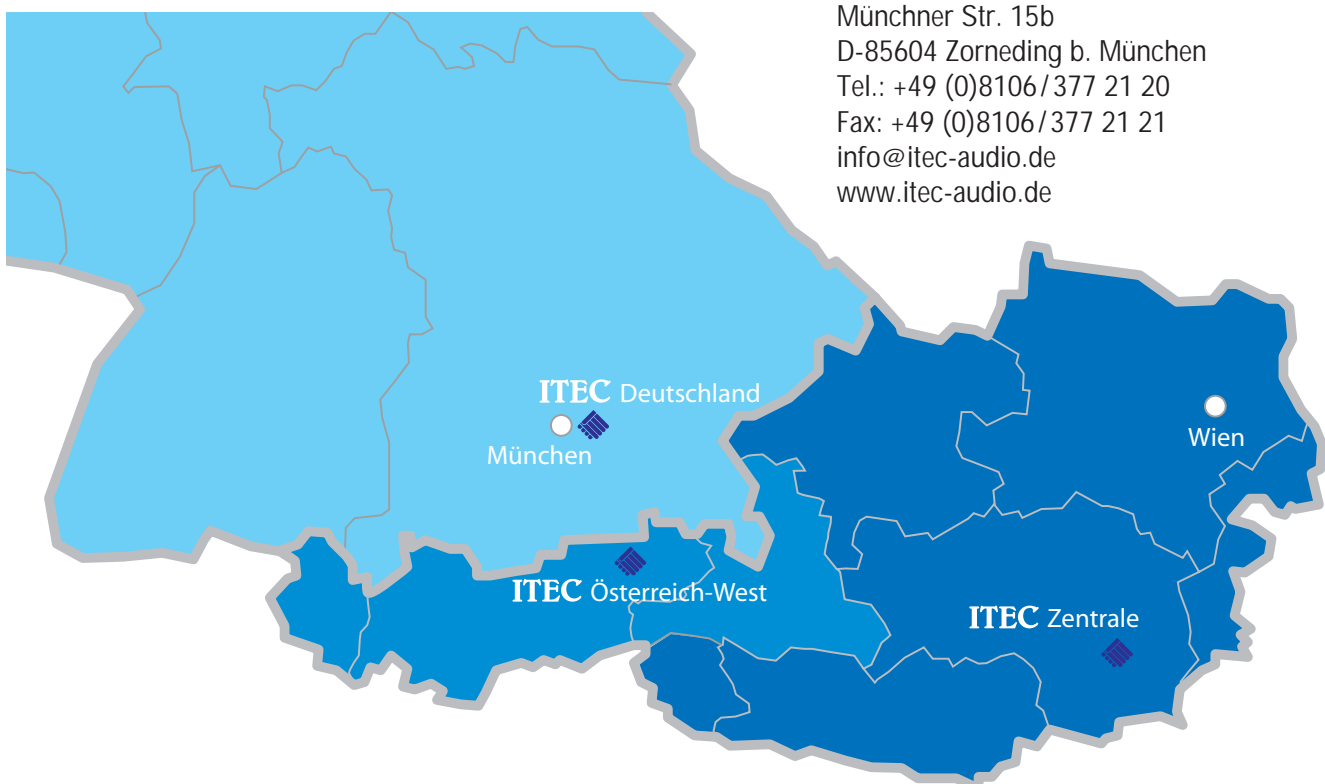 Münchner Str. 15b
D-85604 Zorneding b. München
Tel.: +49 (0)8106/377 21 20
Fax: +49 (0)8106/377 21 21
info@itec-audio.de
www.itec-audio.de
ITEC Deutschland
München
Wien
ITEC Österreich-West
ITEC Zentrale